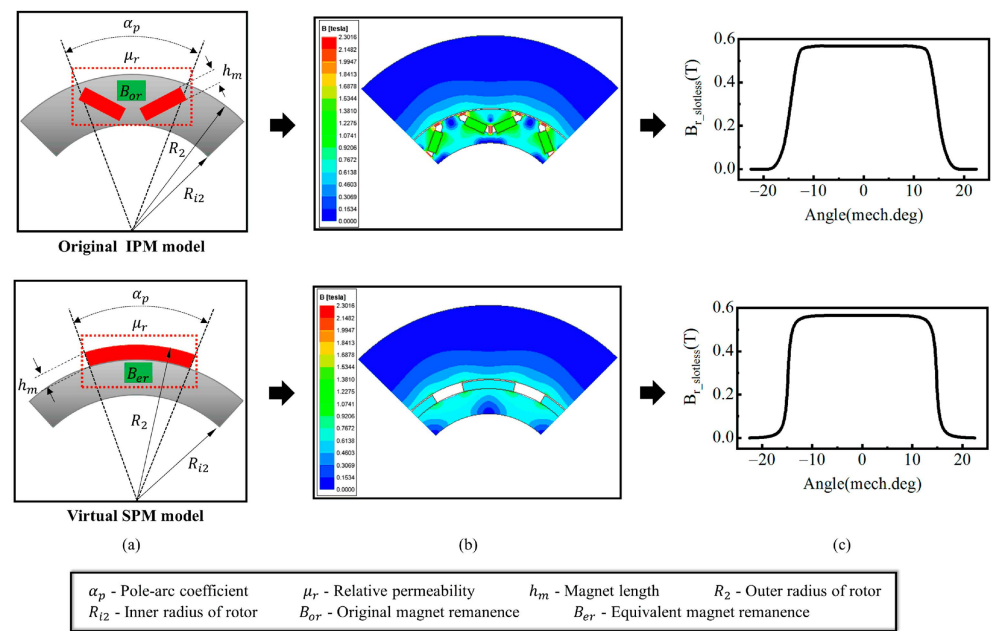 α_p
μ_r
h_m
B_or
R_2
R_i2
Original IPM model
B [tesla]
2.3016
2.1482
1.9947
1.8413
1.6878
1.5344
1.3810
1.2275
1.0741
0.9206
0.7672
0.6138
0.4603
0.3069
0.1534
0.0000
B_r_slotless(T)
0.6
0.4
0.2
0.0
−20 −10 0 10 20
Angle(mech.deg)
α_p
μ_r
h_m
B_er
R_2
R_i2
Virtual SPM model
B [tesla]
2.3016
2.1482
1.9947
1.8413
1.6878
1.5344
1.3810
1.2275
1.0741
0.9206
0.7672
0.6138
0.4603
0.3069
0.1534
0.0000
B_r_slotless(T)
0.6
0.4
0.2
0.0
−20 −10 0 10 20
Angle(mech.deg)
(a) (b) (c)
α_p - Pole-arc coefficient μ_r - Relative permeability h_m - Magnet length R_2 - Outer radius of rotor
R_i2 - Inner radius of rotor B_or - Original magnet remanence B_er - Equivalent magnet remanence